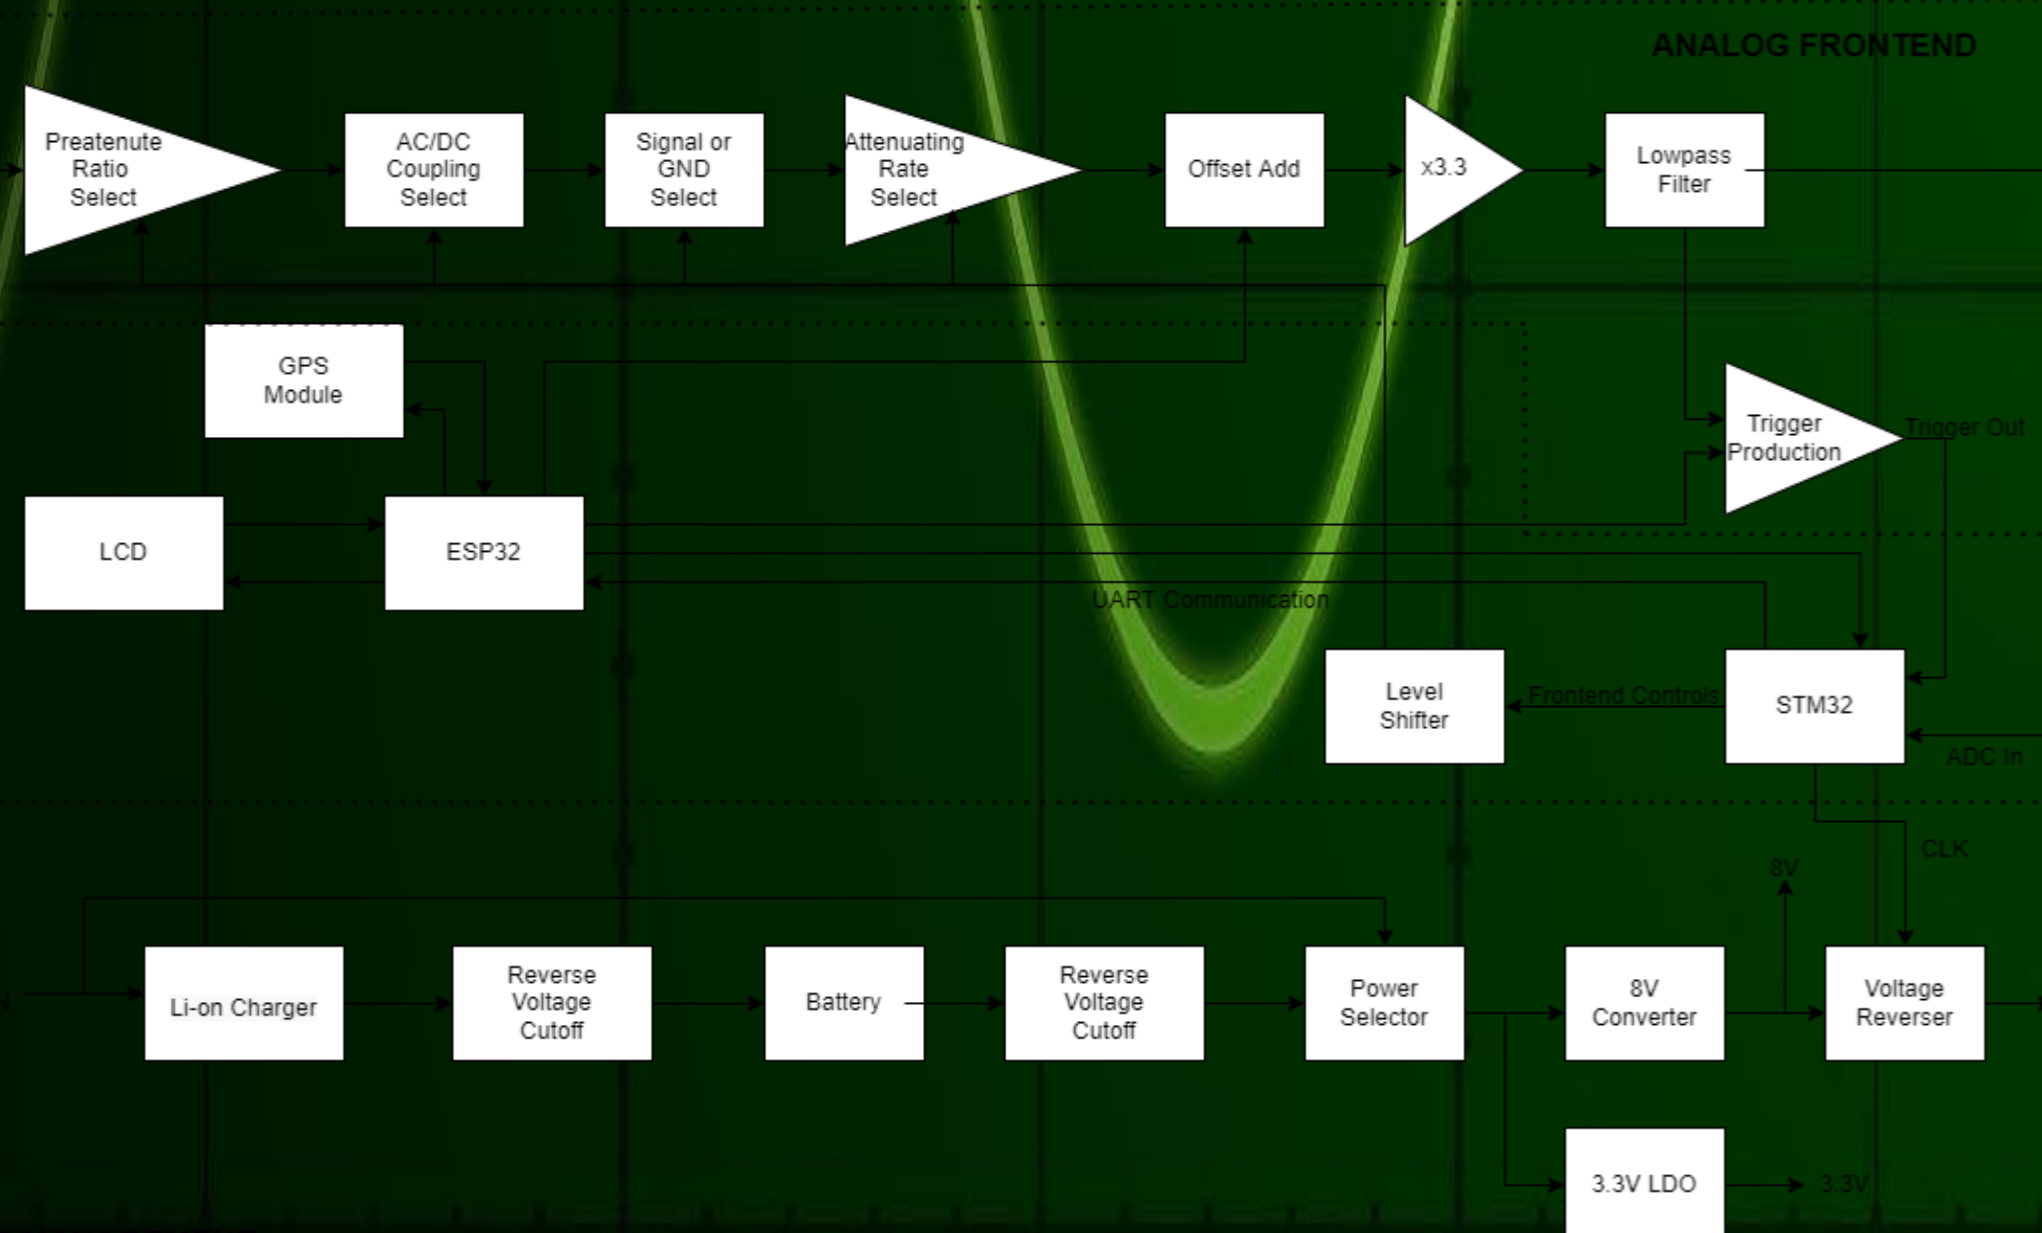 ANALOG FRONTEND
Preatenute
Ratio
Select
AC/DC
Coupling
Select
Signal or
GND
Select
Attenuating
Rate
Select
Offset Add
x3.3
Lowpass
Filter
GPS
Module
Trigger
Production
Trigger Out
LCD
ESP32
UART Communication
Level
Shifter
Frontend Controls
STM32
ADC In
CLK
8V
Li-on Charger
Reverse
Voltage
Cutoff
Battery
Reverse
Voltage
Cutoff
Power
Selector
8V
Converter
Voltage
Reverser
3.3V LDO
3.3V